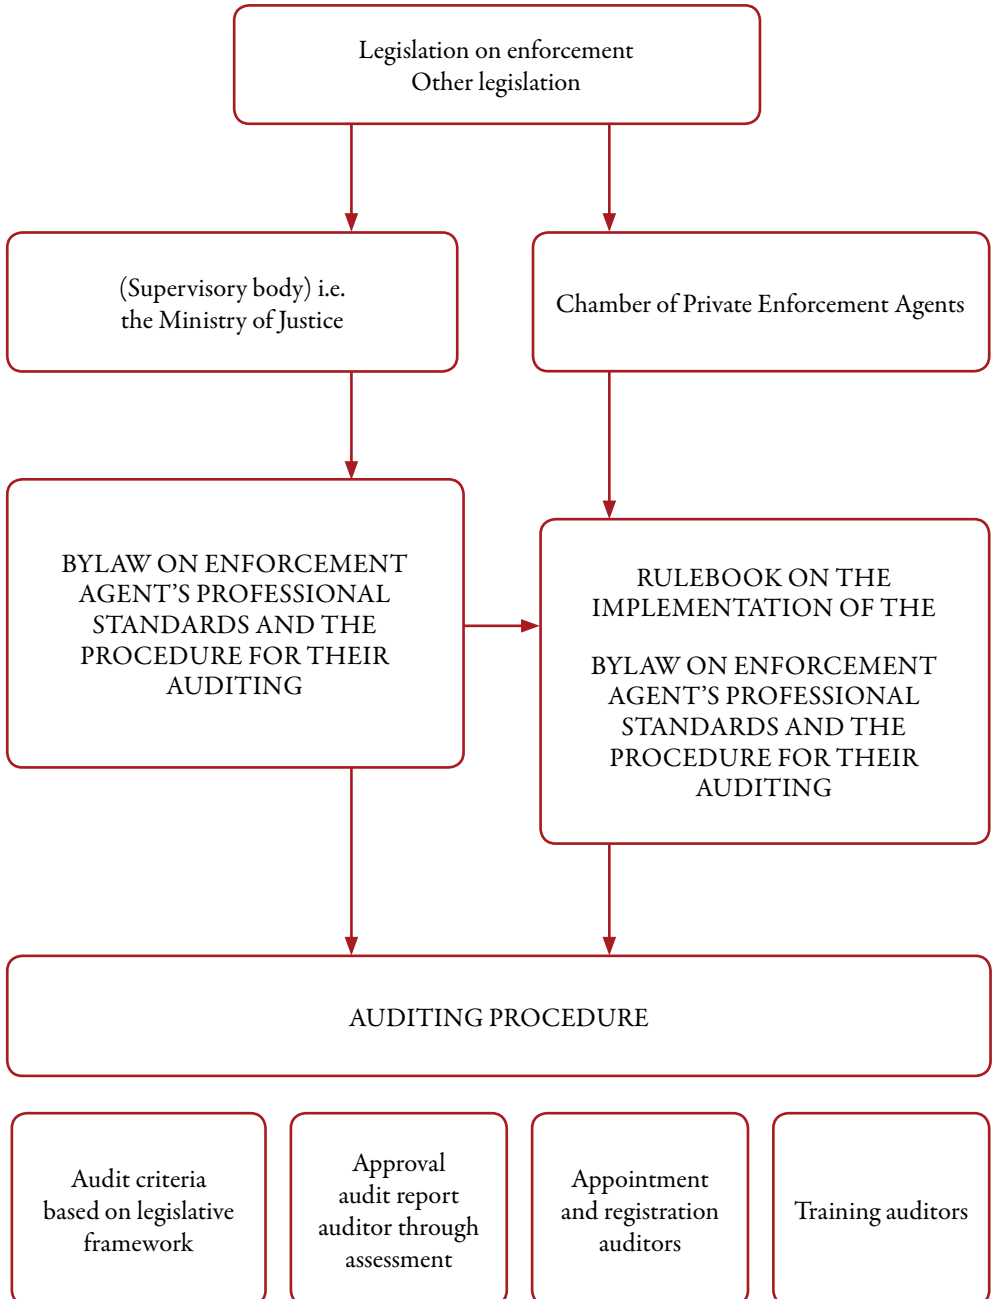 Legislation on enforcement
Other legislation
(Supervisory body) i.e.
the Ministry of Justice
Chamber of Private Enforcement Agents
BYLAW ON ENFORCEMENT
AGENT’S PROFESSIONAL
STANDARDS AND THE
PROCEDURE FOR THEIR
AUDITING
RULEBOOK ON THE
IMPLEMENTATION OF THE
BYLAW ON ENFORCEMENT
AGENT’S PROFESSIONAL
STANDARDS AND THE
PROCEDURE FOR THEIR
AUDITING
AUDITING PROCEDURE
Audit criteria
based on legislative
framework
Approval
audit report
auditor through
assessment
Appointment
and registration
auditors
Training auditors